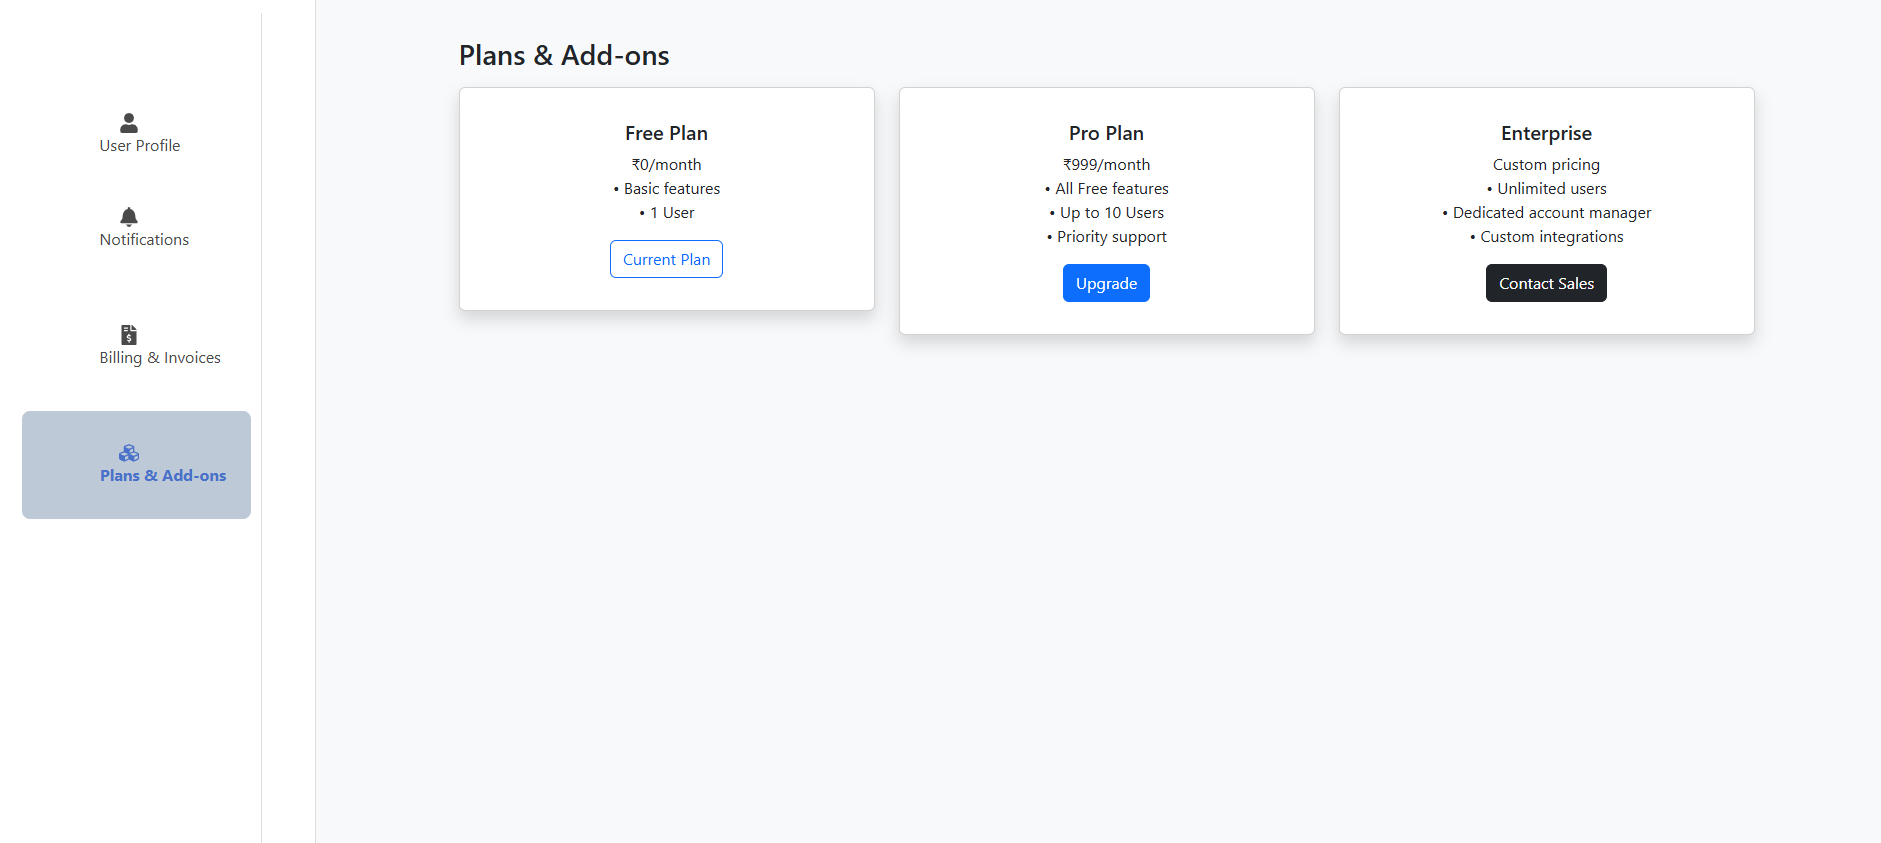 User Profile
Notifications
Billing & Invoices
Plans & Add-ons
Plans & Add-ons
Free Plan
₹0/month
• Basic features
• 1 User
Current Plan
Pro Plan
₹999/month
• All Free features
• Up to 10 Users
• Priority support
Upgrade
Enterprise
Custom pricing
• Unlimited users
• Dedicated account manager
• Custom integrations
Contact Sales